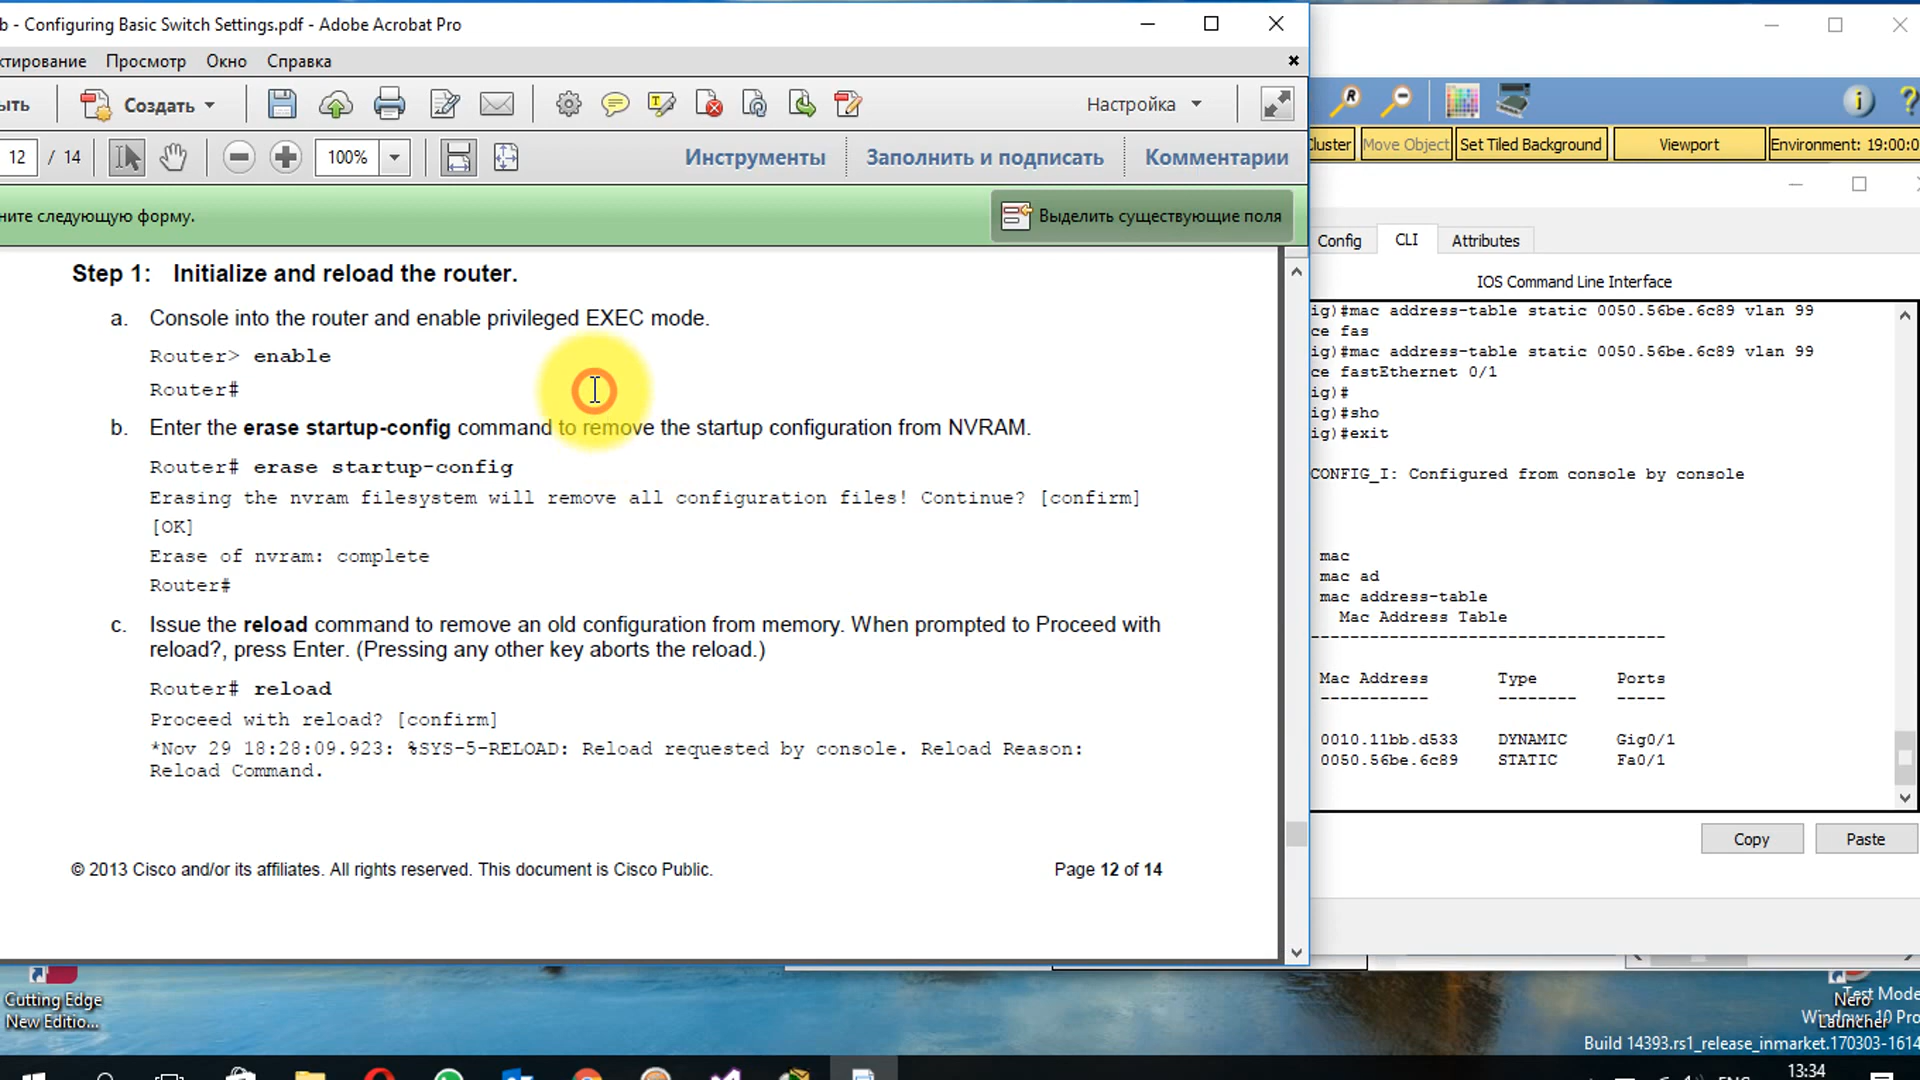 b - Configuring Basic Switch Settings.pdf - Adobe Acrobat Pro
ктирование Просмотр Окно Справка
ыть Создать Настройка
12 / 14 100% Инструменты Заполнить и подписать Комментарии
ните следующую форму. Выделить существующие поля
Step 1: Initialize and reload the router.
a. Console into the router and enable privileged EXEC mode.
Router> enable
Router#
b. Enter the erase startup-config command to remove the startup configuration from NVRAM.
Router# erase startup-config
Erasing the nvram filesystem will remove all configuration files! Continue? [confirm]
[OK]
Erase of nvram: complete
Router#
c. Issue the reload command to remove an old configuration from memory. When prompted to Proceed with
reload?, press Enter. (Pressing any other key aborts the reload.)
Router# reload
Proceed with reload? [confirm]
*Nov 29 18:28:09.923: %SYS-5-RELOAD: Reload requested by console. Reload Reason:
Reload Command.
© 2013 Cisco and/or its affiliates. All rights reserved. This document is Cisco Public. Page 12 of 14
luster Move Object Set Tiled Background Viewport Environment: 19:00:0
Config CLI Attributes
IOS Command Line Interface
ig)#mac address-table static 0050.56be.6c89 vlan 99
ce fas
ig)#mac address-table static 0050.56be.6c89 vlan 99
ce fastEthernet 0/1
ig)#
ig)#sho
ig)#exit
CONFIG_I: Configured from console by console
mac
mac ad
mac address-table
Mac Address Table
-------------------------------------
Mac Address Type Ports
----------- -------- -----
0010.11bb.d533 DYNAMIC Gig0/1
0050.56be.6c89 STATIC Fa0/1
Copy Paste
Cutting Edge
New Editio...
Nero
Launcher
Test Mode
Windows 10 Pro
Build 14393.rs1_release_inmarket.170303-1614
13:34